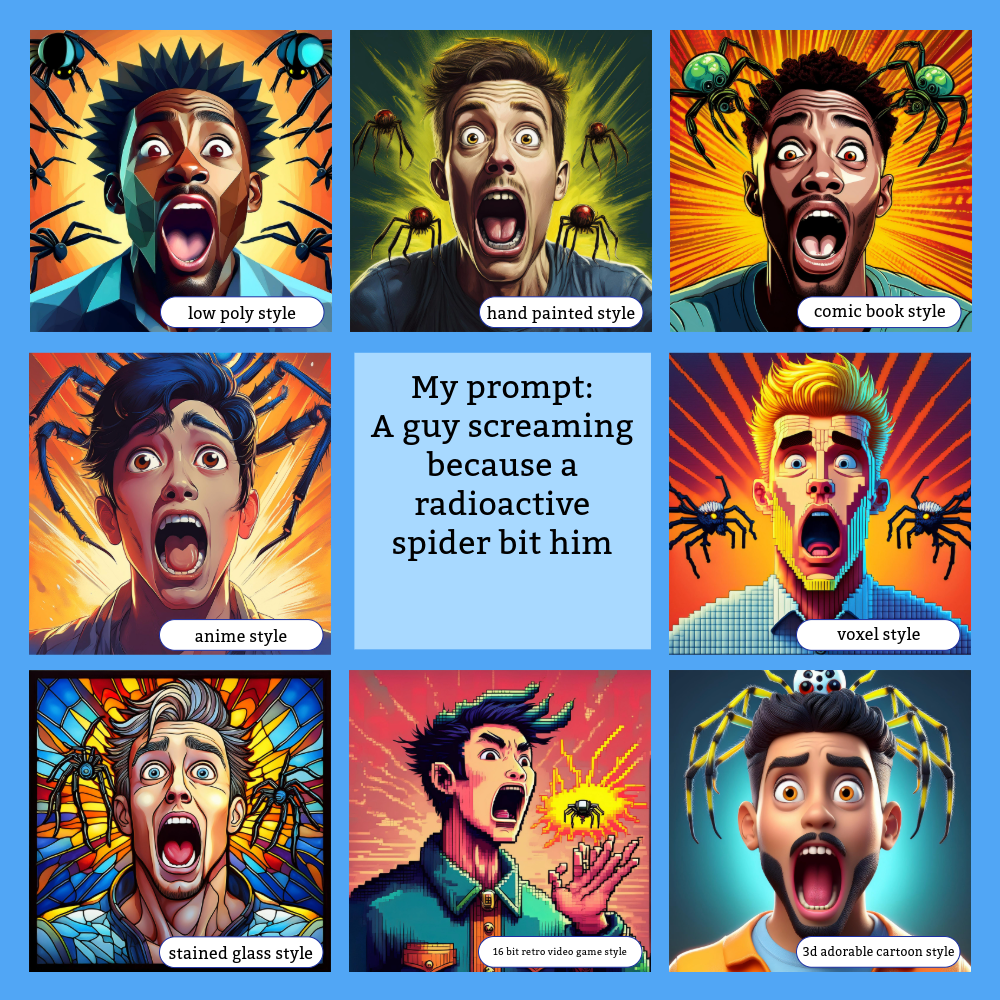 low poly style
hand painted style
comic book style
anime style
My prompt:
A guy screaming
because a
radioactive
spider bit him
voxel style
stained glass style
16 bit retro video game style
3d adorable cartoon style